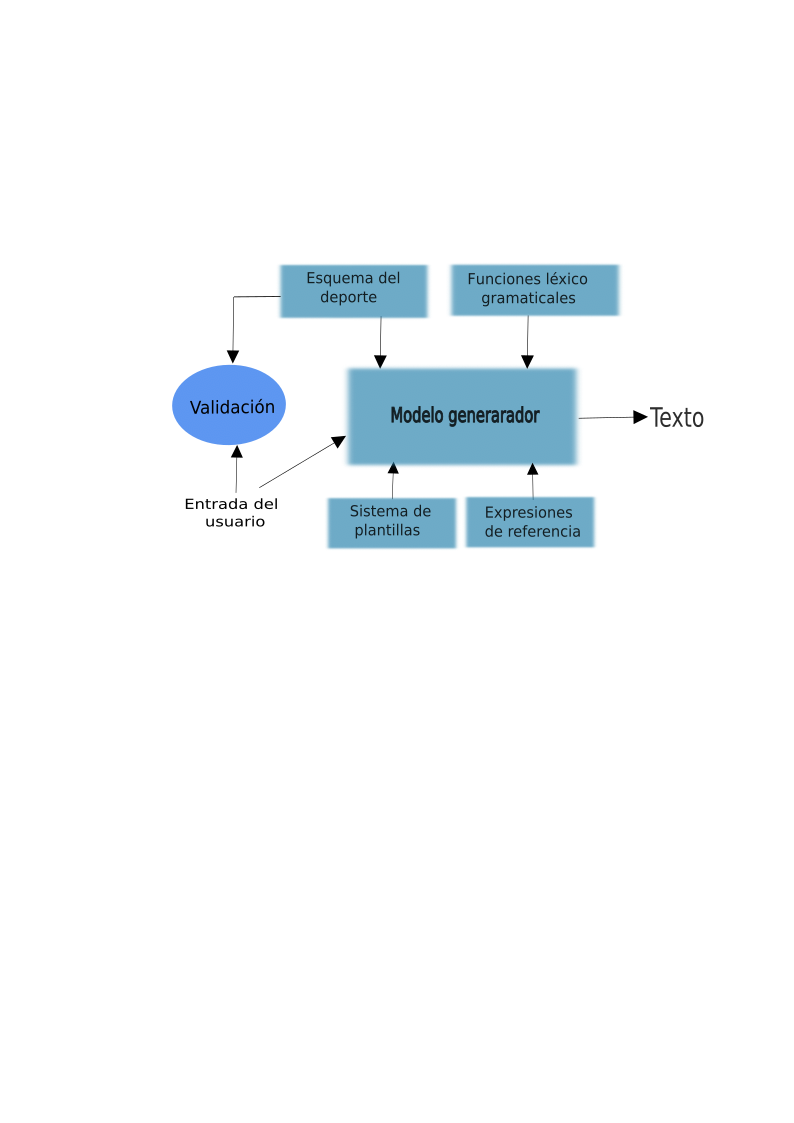 Esquema del
deporte
Funciones léxico
gramaticales
Validación
Modelo generarador
Texto
Entrada del
usuario
Sistema de
plantillas
Expresiones
de referencia